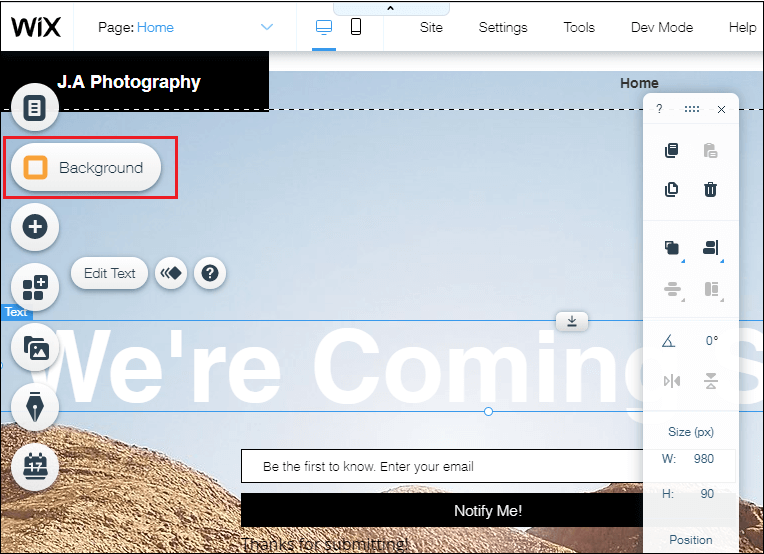 WiX Page: Home Site Settings Tools Dev Mode Help
J.A Photography
Home
?
Background
Edit Text
?
Text
We're Coming S
0°
17
Size (px)
Be the first to know. Enter your email
W: 980
H: 90
Notify Me!
Thanks for submitting!
Position